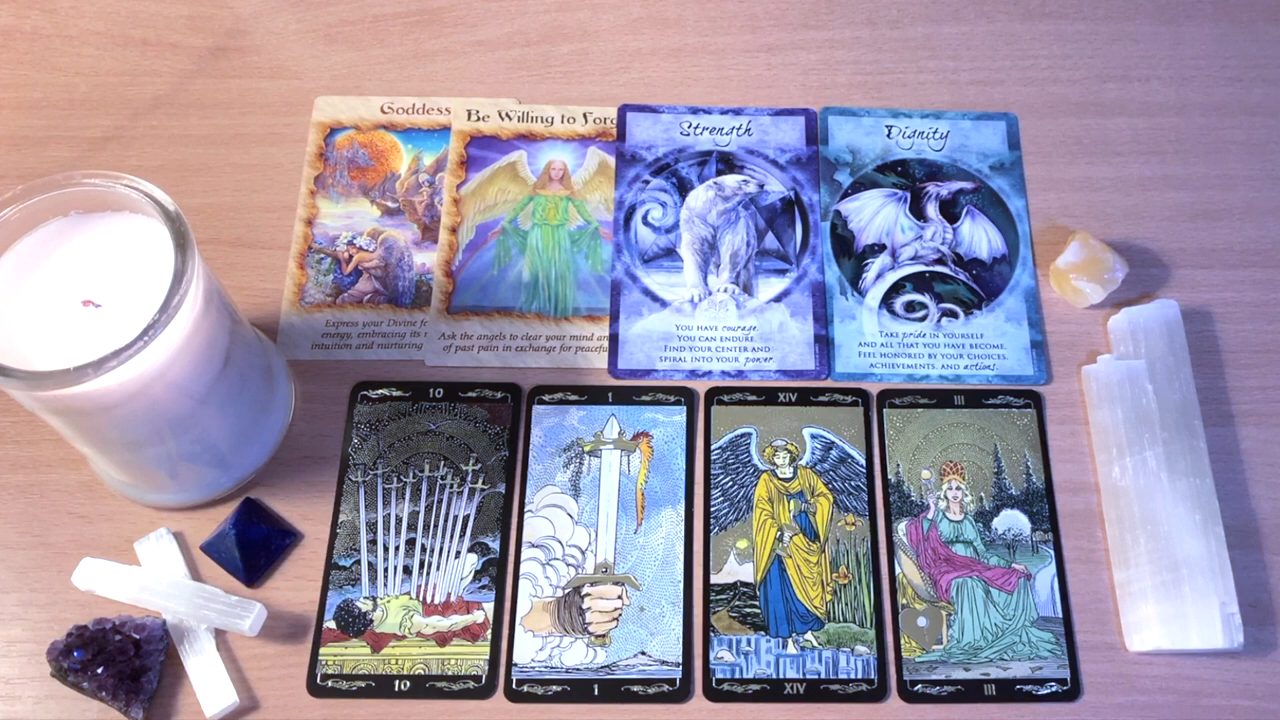 Goddess
Express your Divine
energy, embracing its
intuition and nurturing
Be Willing to
Ask the angels to clear your mind
of past pain in exchange for
Strength
YOU HAVE courage.
YOU CAN ENDURE.
FIND YOUR CENTER AND
SPIRAL INTO YOUR power.
Dignity
TAKE pride IN YOURSELF
AND ALL THAT YOU HAVE BECOME.
FEEL HONORED BY YOUR CHOICES,
ACHIEVEMENTS, AND actions.
10
10
1
1
XIV
XIV
III
III